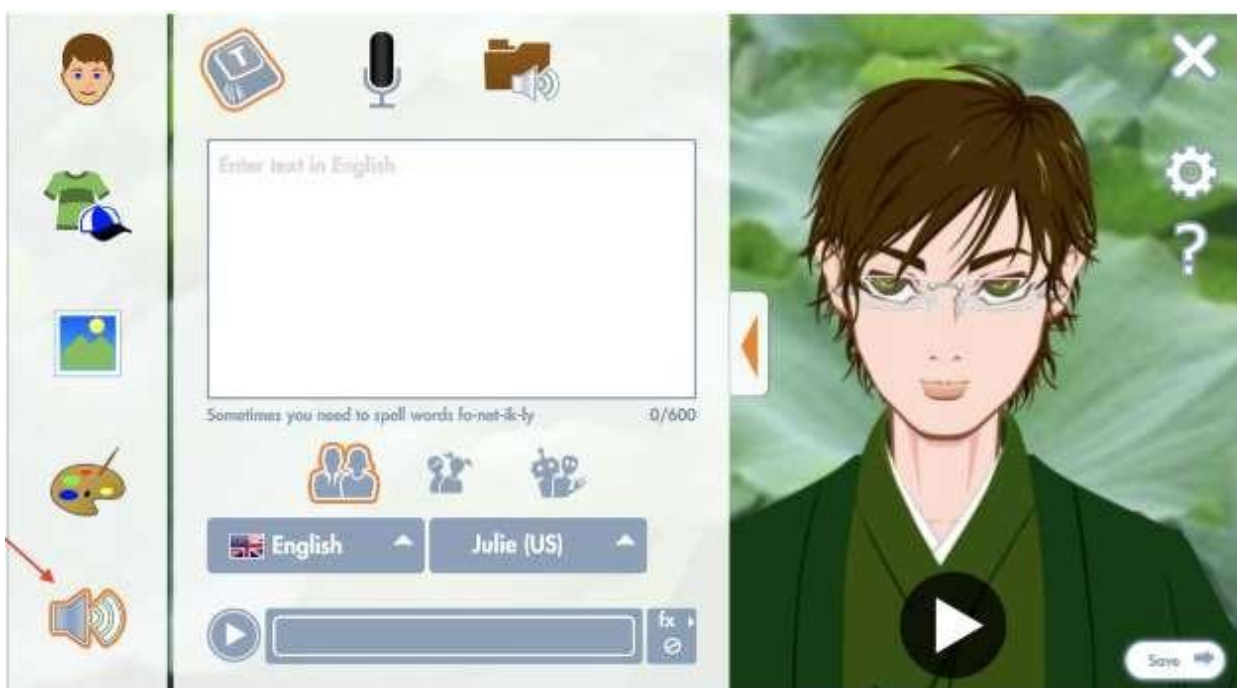 T
Enter text in English
Sometimes you need to spell words fo-net-ik-ly
0/600
English
Julie (US)
fx
?
Save